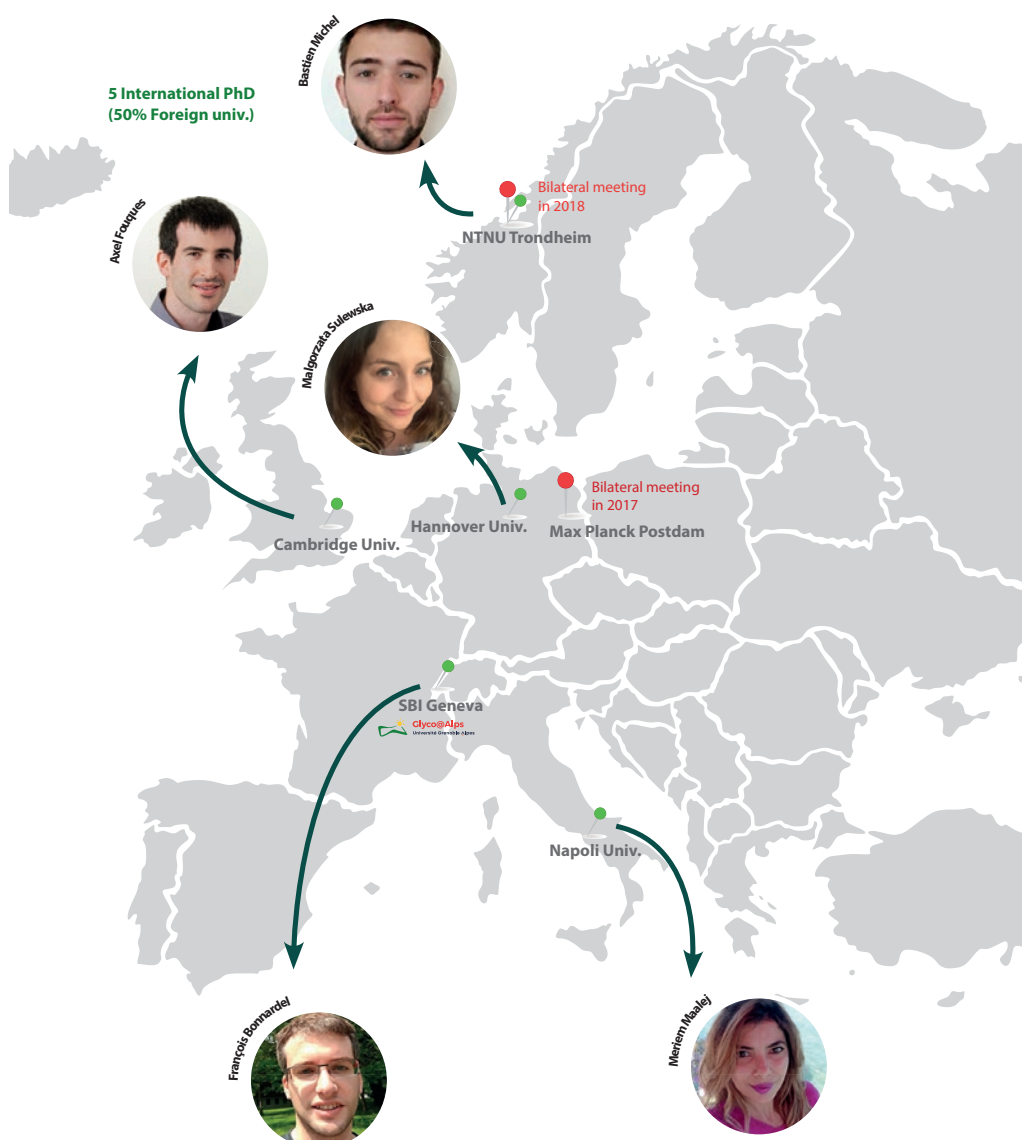 Bastien Michel
5 International PhD
(50% Foreign univ.)
Axel Fouques
Bilateral meeting
in 2018
NTNU Trondheim
Malgorzata Sulewska
Bilateral meeting
in 2017
Hannover Univ.
Max Planck Postdam
Cambridge Univ.
SBI Geneva
Glyco@Alps
Université Grenoble Alpes
Napoli Univ.
François Bonnardel
Meriem Maalej